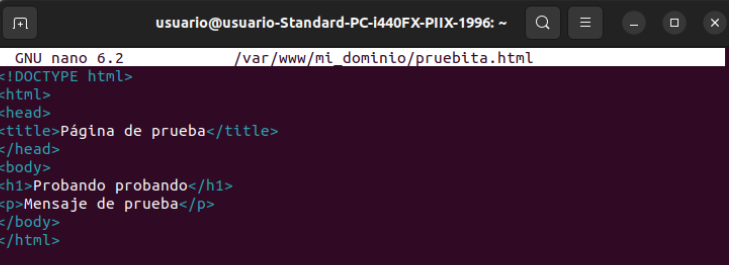 usuario@usuario-Standard-PC-i440FX-PIIX-1996: ~
GNU nano 6.2 /var/www/mi_dominio/pruebita.html
<!DOCTYPE html>
<html>
<head>
<title>Página de prueba</title>
</head>
<body>
<h1>Probando probando</h1>
<p>Mensaje de prueba</p>
</body>
</html>